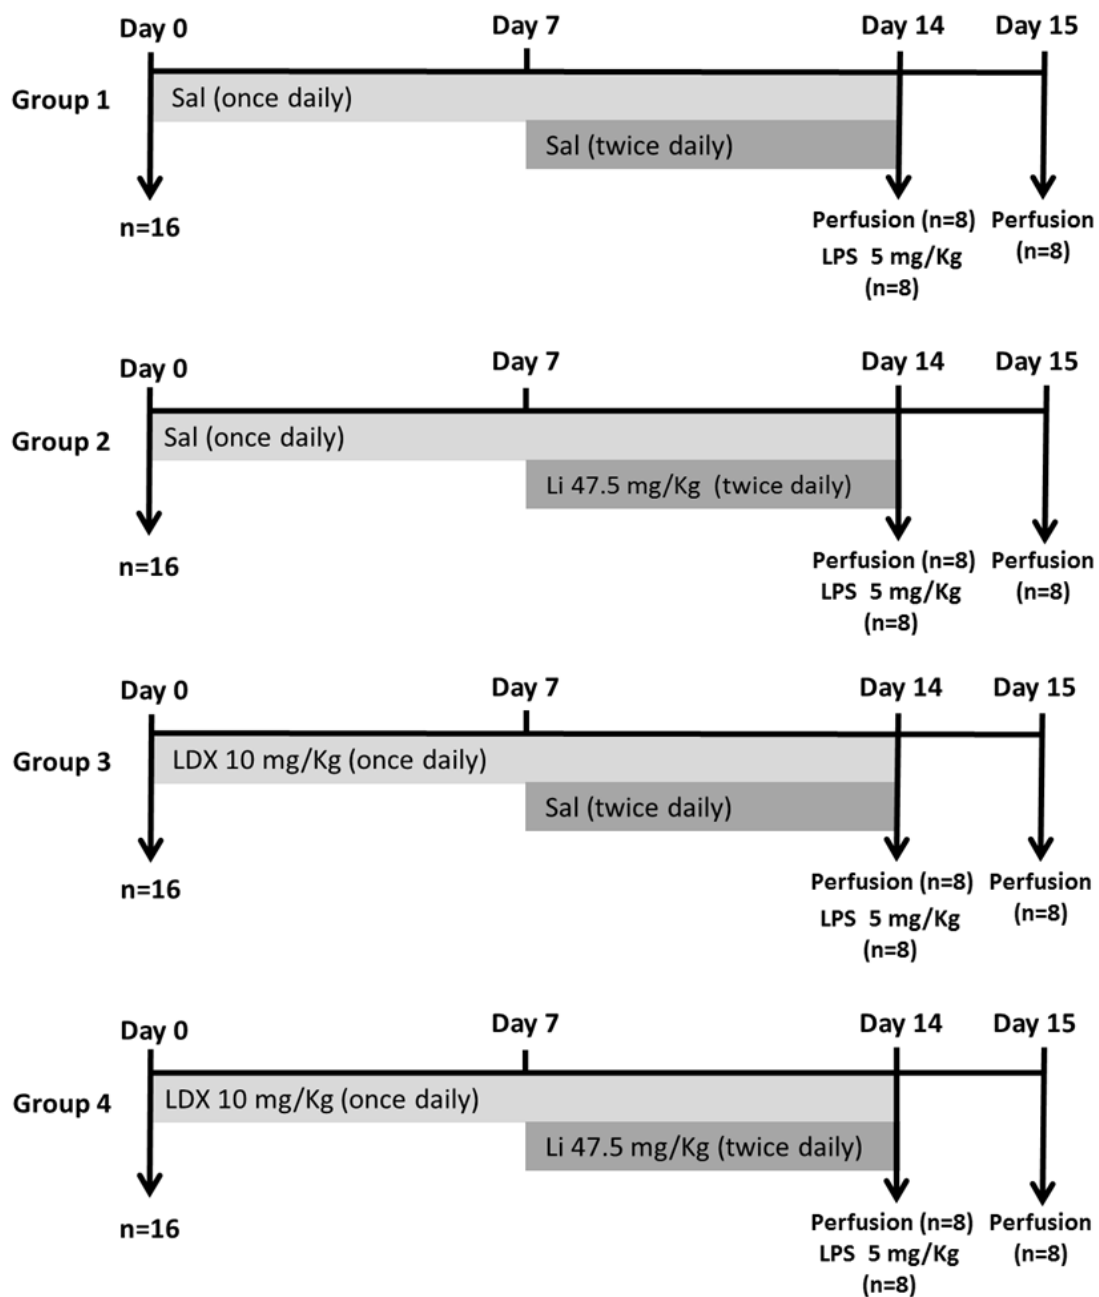 Day 0 Day 7 Day 14 Day 15
Group 1
Sal (once daily)
Sal (twice daily)
n=16
Perfusion (n=8) Perfusion
LPS 5 mg/Kg (n=8)
(n=8)
Day 0 Day 7 Day 14 Day 15
Group 2
Sal (once daily)
Li 47.5 mg/Kg (twice daily)
n=16
Perfusion (n=8) Perfusion
LPS 5 mg/Kg (n=8)
(n=8)
Day 0 Day 7 Day 14 Day 15
Group 3
LDX 10 mg/Kg (once daily)
Sal (twice daily)
n=16
Perfusion (n=8) Perfusion
LPS 5 mg/Kg (n=8)
(n=8)
Day 0 Day 7 Day 14 Day 15
Group 4
LDX 10 mg/Kg (once daily)
Li 47.5 mg/Kg (twice daily)
n=16
Perfusion (n=8) Perfusion
LPS 5 mg/Kg (n=8)
(n=8)